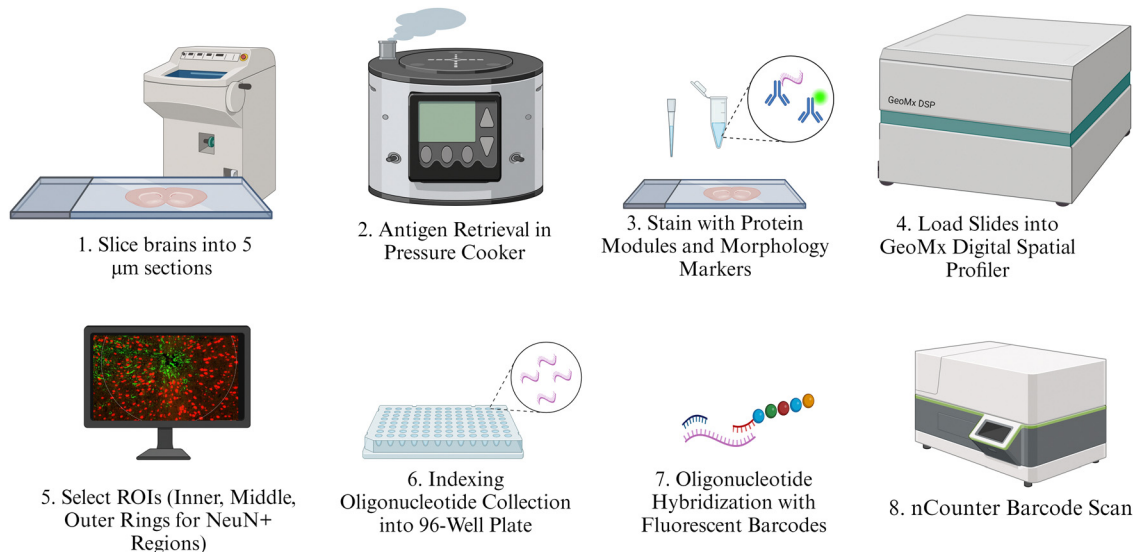 GeoMx DSP
1. Slice brains into 5
μm sections
2. Antigen Retrieval in
Pressure Cooker
3. Stain with Protein
Modules and Morphology
Markers
4. Load Slides into
GeoMx Digital Spatial
Profiler
5. Select ROIs (Inner, Middle,
Outer Rings for NeuN+
Regions)
6. Indexing
Oligonucleotide Collection
into 96-Well Plate
7. Oligonucleotide
Hybridization with
Fluorescent Barcodes
8. nCounter Barcode Scan